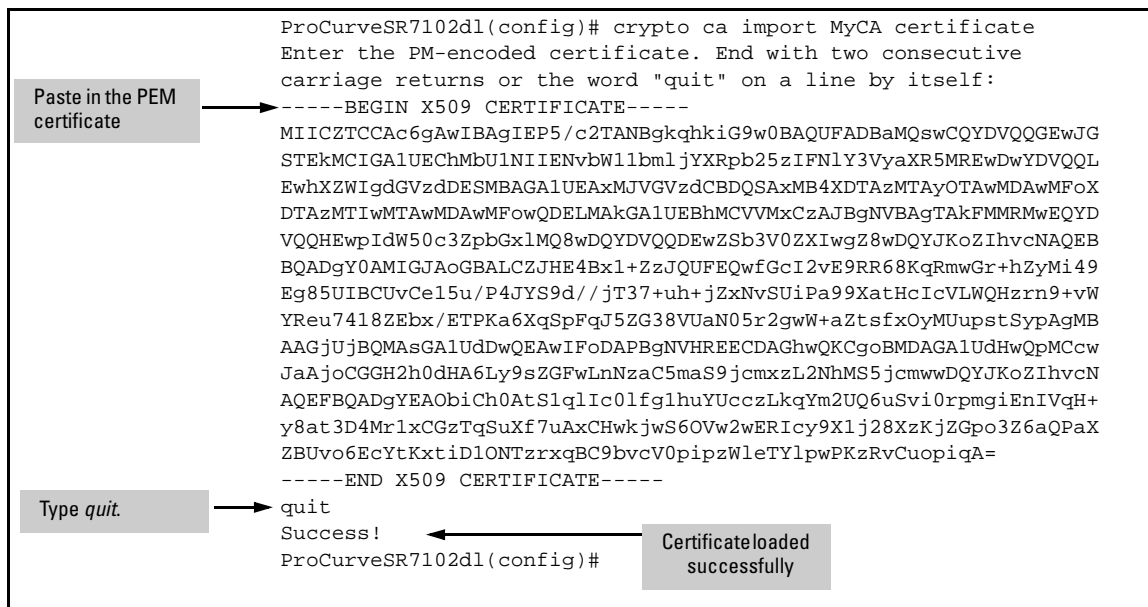 ProCurveSR7102dl(config)# crypto ca import MyCA certificate
Enter the PM-encoded certificate. End with two consecutive
carriage returns or the word "quit" on a line by itself:
Paste in the PEM
certificate
-----BEGIN X509 CERTIFICATE-----
MIICZTCCAc6gAwIBAgIEP5/c2TANBgkqhkiG9w0BAQUFADBaMQswCQYDVQQGEwJG
STEkMCIGA1UEChMbU1NIIENvbW11bmljYXRpb25zIFNlY3VyaXR5MREwDwYDVQQL
EwhXZWIgdGVzdDESMBAGA1UEAxMJVGVzdCBDQSAxMB4XDTAzMTAyOTAwMDAwMFoX
DTAzMTIwMTAwMDAwMFowQDELMAkGA1UEBhMCVVMxCzAJBgNVBAgTAkFMMRMwEQYD
VQQHEwpIdW50c3ZpbGxlMQ8wDQYDVQQDEwZSb3V0ZXIwgZ8wDQYJKoZIhvcNAQEB
BQADgY0AMIGJAoGBALCZJHE4Bx1+ZzJQUFEQwfGcI2vE9RR68KqRmwGr+hZyMi49
Eg85UIBCUvCe15u/P4JYS9d//jT37+uh+jZxNvSUiPa99XatHcIcVLWQHzrn9+vW
YReu7418ZEbx/ETPKa6XqSpFqJ5ZG38VUaN05r2gwW+aZtsfxOyMUupstSypAgMB
AAGjUjBQMAsGA1UdDwQEAwIFoDAPBgNVHREECDAGhwQKCgoBMDAGA1UdHwQpMCcw
JaAjoCGGH2h0dHA6Ly9sZGFwLnNzaC5maS9jcmxzL2NhMS5jcmwwDQYJKoZIhvcN
AQEFBQADgYEAObiCh0AtS1qlIc0lfg1huYUcczLkqYm2UQ6uSvi0rpmgiEnIVqH+
y8at3D4Mr1xCGzTqSuXf7uAxCHwkjwS6OVw2wERIcy9X1j28XzKjZGpo3Z6aQPaX
ZBUvo6EcYtKxtiD1ONTzrxqBC9bvcV0pipzWleTYlpwPKzRvCuopiqA=
-----END X509 CERTIFICATE-----
Type quit.
quit
Success!
Certificate loaded
successfully
ProCurveSR7102dl(config)#